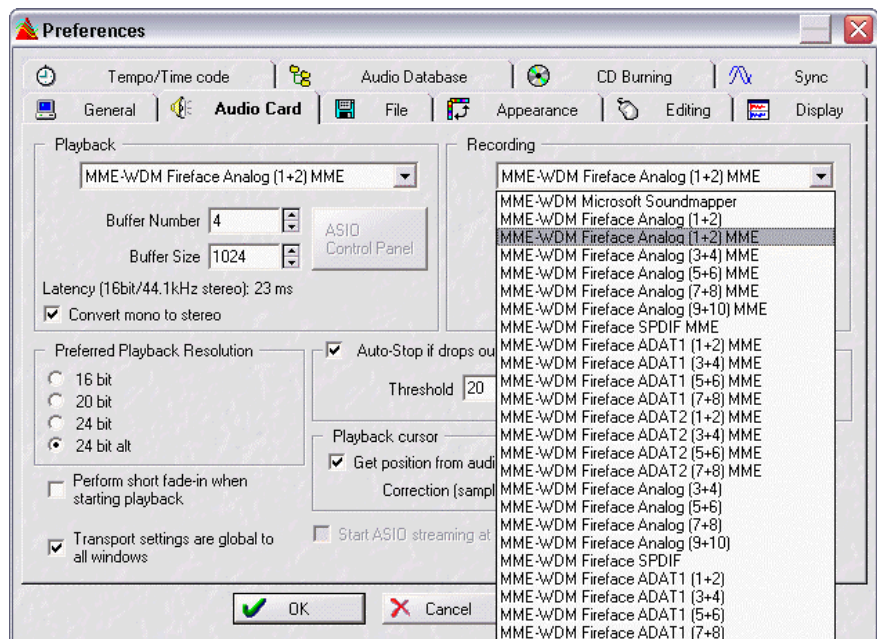 Preferences
Tempo/Time code
Audio Database
CD Burning
Sync
General
Audio Card
File
Appearance
Editing
Display
Playback
MME-WDM Fireface Analog (1+2) MME
Buffer Number 4
Buffer Size 1024
ASIO
Control Panel
Latency (16bit/44.1kHz stereo): 23 ms
Convert mono to stereo
Preferred Playback Resolution
16 bit
20 bit
24 bit
24 bit alt
Perform short fade-in when
starting playback
Transport settings are global to
all windows
Auto-Stop if drops ou
Threshold 20
Playback cursor
Get position from audi
Correction (sampl
Start ASIO streaming at
Recording
MME-WDM Fireface Analog (1+2) MME
MME-WDM Microsoft Soundmapper
MME-WDM Fireface Analog (1+2)
MME-WDM Fireface Analog (1+2) MME
MME-WDM Fireface Analog (3+4) MME
MME-WDM Fireface Analog (5+6) MME
MME-WDM Fireface Analog (7+8) MME
MME-WDM Fireface Analog (9+10) MME
MME-WDM Fireface SPDIF MME
MME-WDM Fireface ADAT1 (1+2) MME
MME-WDM Fireface ADAT1 (3+4) MME
MME-WDM Fireface ADAT1 (5+6) MME
MME-WDM Fireface ADAT1 (7+8) MME
MME-WDM Fireface ADAT2 (1+2) MME
MME-WDM Fireface ADAT2 (3+4) MME
MME-WDM Fireface ADAT2 (5+6) MME
MME-WDM Fireface ADAT2 (7+8) MME
MME-WDM Fireface Analog (3+4)
MME-WDM Fireface Analog (5+6)
MME-WDM Fireface Analog (7+8)
MME-WDM Fireface Analog (9+10)
MME-WDM Fireface SPDIF
MME-WDM Fireface ADAT1 (1+2)
MME-WDM Fireface ADAT1 (3+4)
MME-WDM Fireface ADAT1 (5+6)
MME-WDM Fireface ADAT1 (7+8)
OK
Cancel